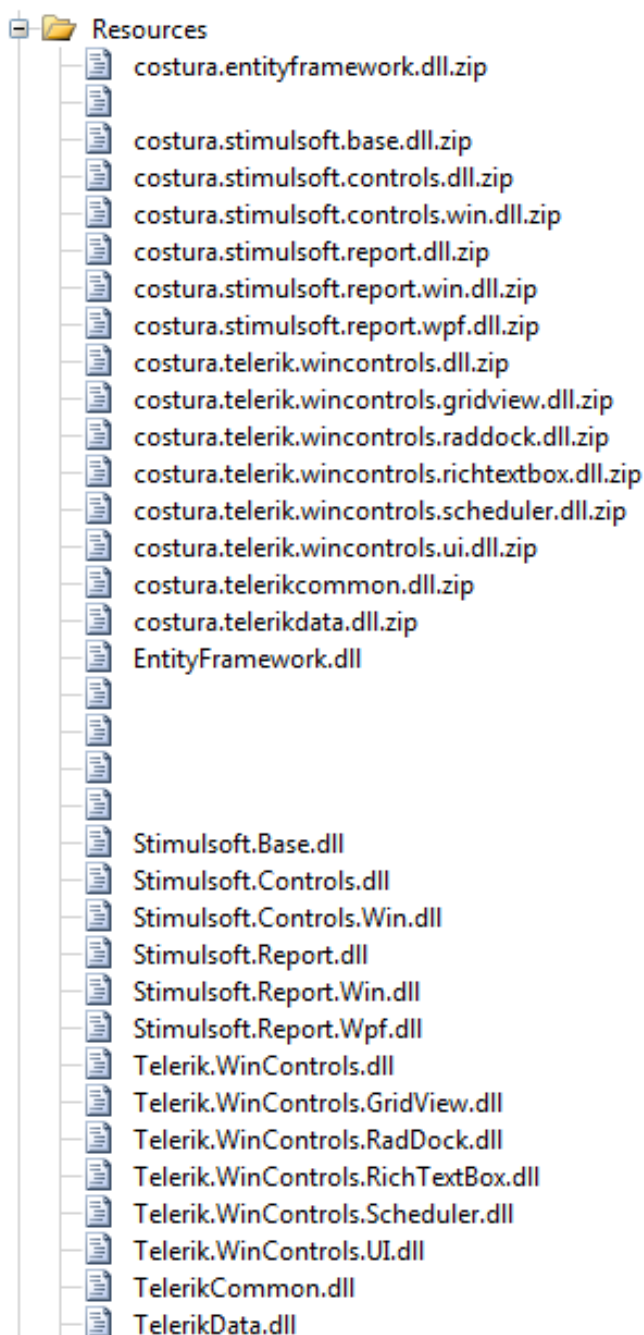 Resources
costura.entityframework.dll.zip
costura.stimulsoft.base.dll.zip
costura.stimulsoft.controls.dll.zip
costura.stimulsoft.controls.win.dll.zip
costura.stimulsoft.report.dll.zip
costura.stimulsoft.report.win.dll.zip
costura.stimulsoft.report.wpf.dll.zip
costura.telerik.wincontrols.dll.zip
costura.telerik.wincontrols.gridview.dll.zip
costura.telerik.wincontrols.raddock.dll.zip
costura.telerik.wincontrols.richtextbox.dll.zip
costura.telerik.wincontrols.scheduler.dll.zip
costura.telerik.wincontrols.ui.dll.zip
costura.telerikcommon.dll.zip
costura.telerikdata.dll.zip
EntityFramework.dll
Stimulsoft.Base.dll
Stimulsoft.Controls.dll
Stimulsoft.Controls.Win.dll
Stimulsoft.Report.dll
Stimulsoft.Report.Win.dll
Stimulsoft.Report.Wpf.dll
Telerik.WinControls.dll
Telerik.WinControls.GridView.dll
Telerik.WinControls.RadDock.dll
Telerik.WinControls.RichTextBox.dll
Telerik.WinControls.Scheduler.dll
Telerik.WinControls.UI.dll
TelerikCommon.dll
TelerikData.dll